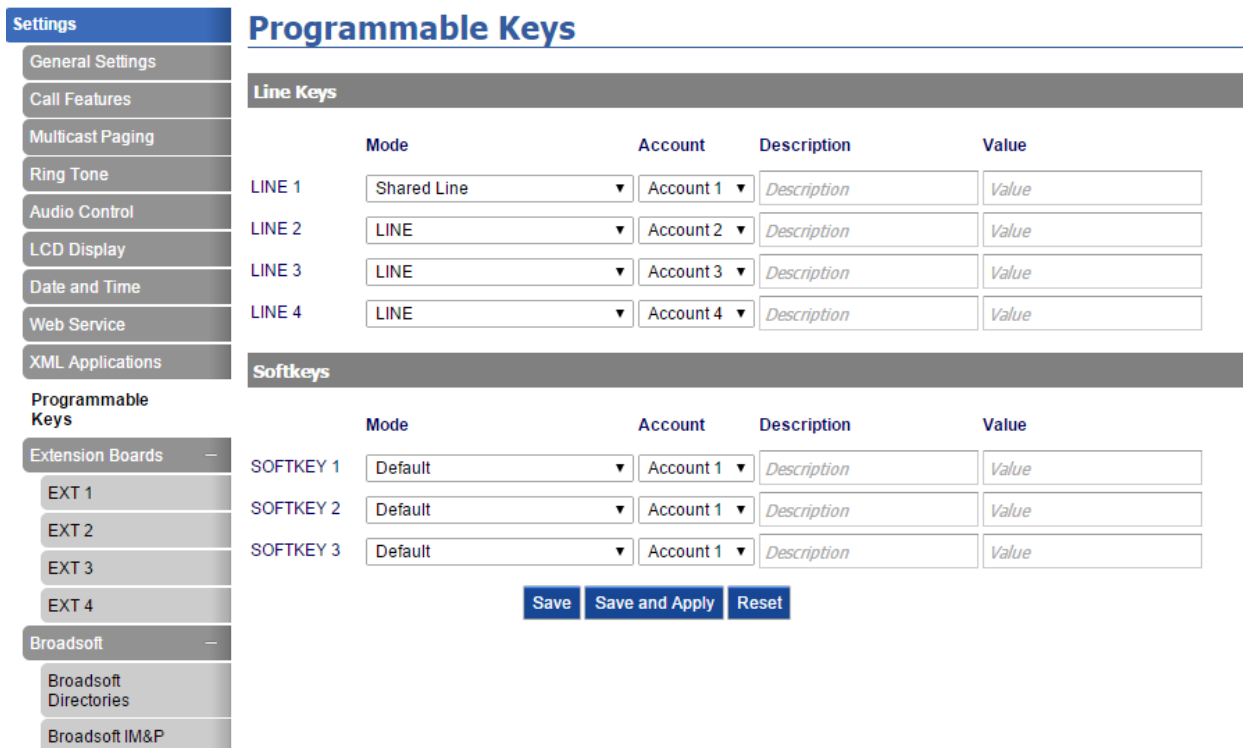 Settings
General Settings
Call Features
Multicast Paging
Ring Tone
Audio Control
LCD Display
Date and Time
Web Service
XML Applications
Programmable
Keys
Extension Boards
EXT 1
EXT 2
EXT 3
EXT 4
Broadsoft
Broadsoft
Directories
Broadsoft IM&P
Programmable Keys
Line Keys
Mode Account Description Value
LINE 1 Shared Line Account 1 Description Value
LINE 2 LINE Account 2 Description Value
LINE 3 LINE Account 3 Description Value
LINE 4 LINE Account 4 Description Value
Softkeys
Mode Account Description Value
SOFTKEY 1 Default Account 1 Description Value
SOFTKEY 2 Default Account 1 Description Value
SOFTKEY 3 Default Account 1 Description Value
Save Save and Apply Reset